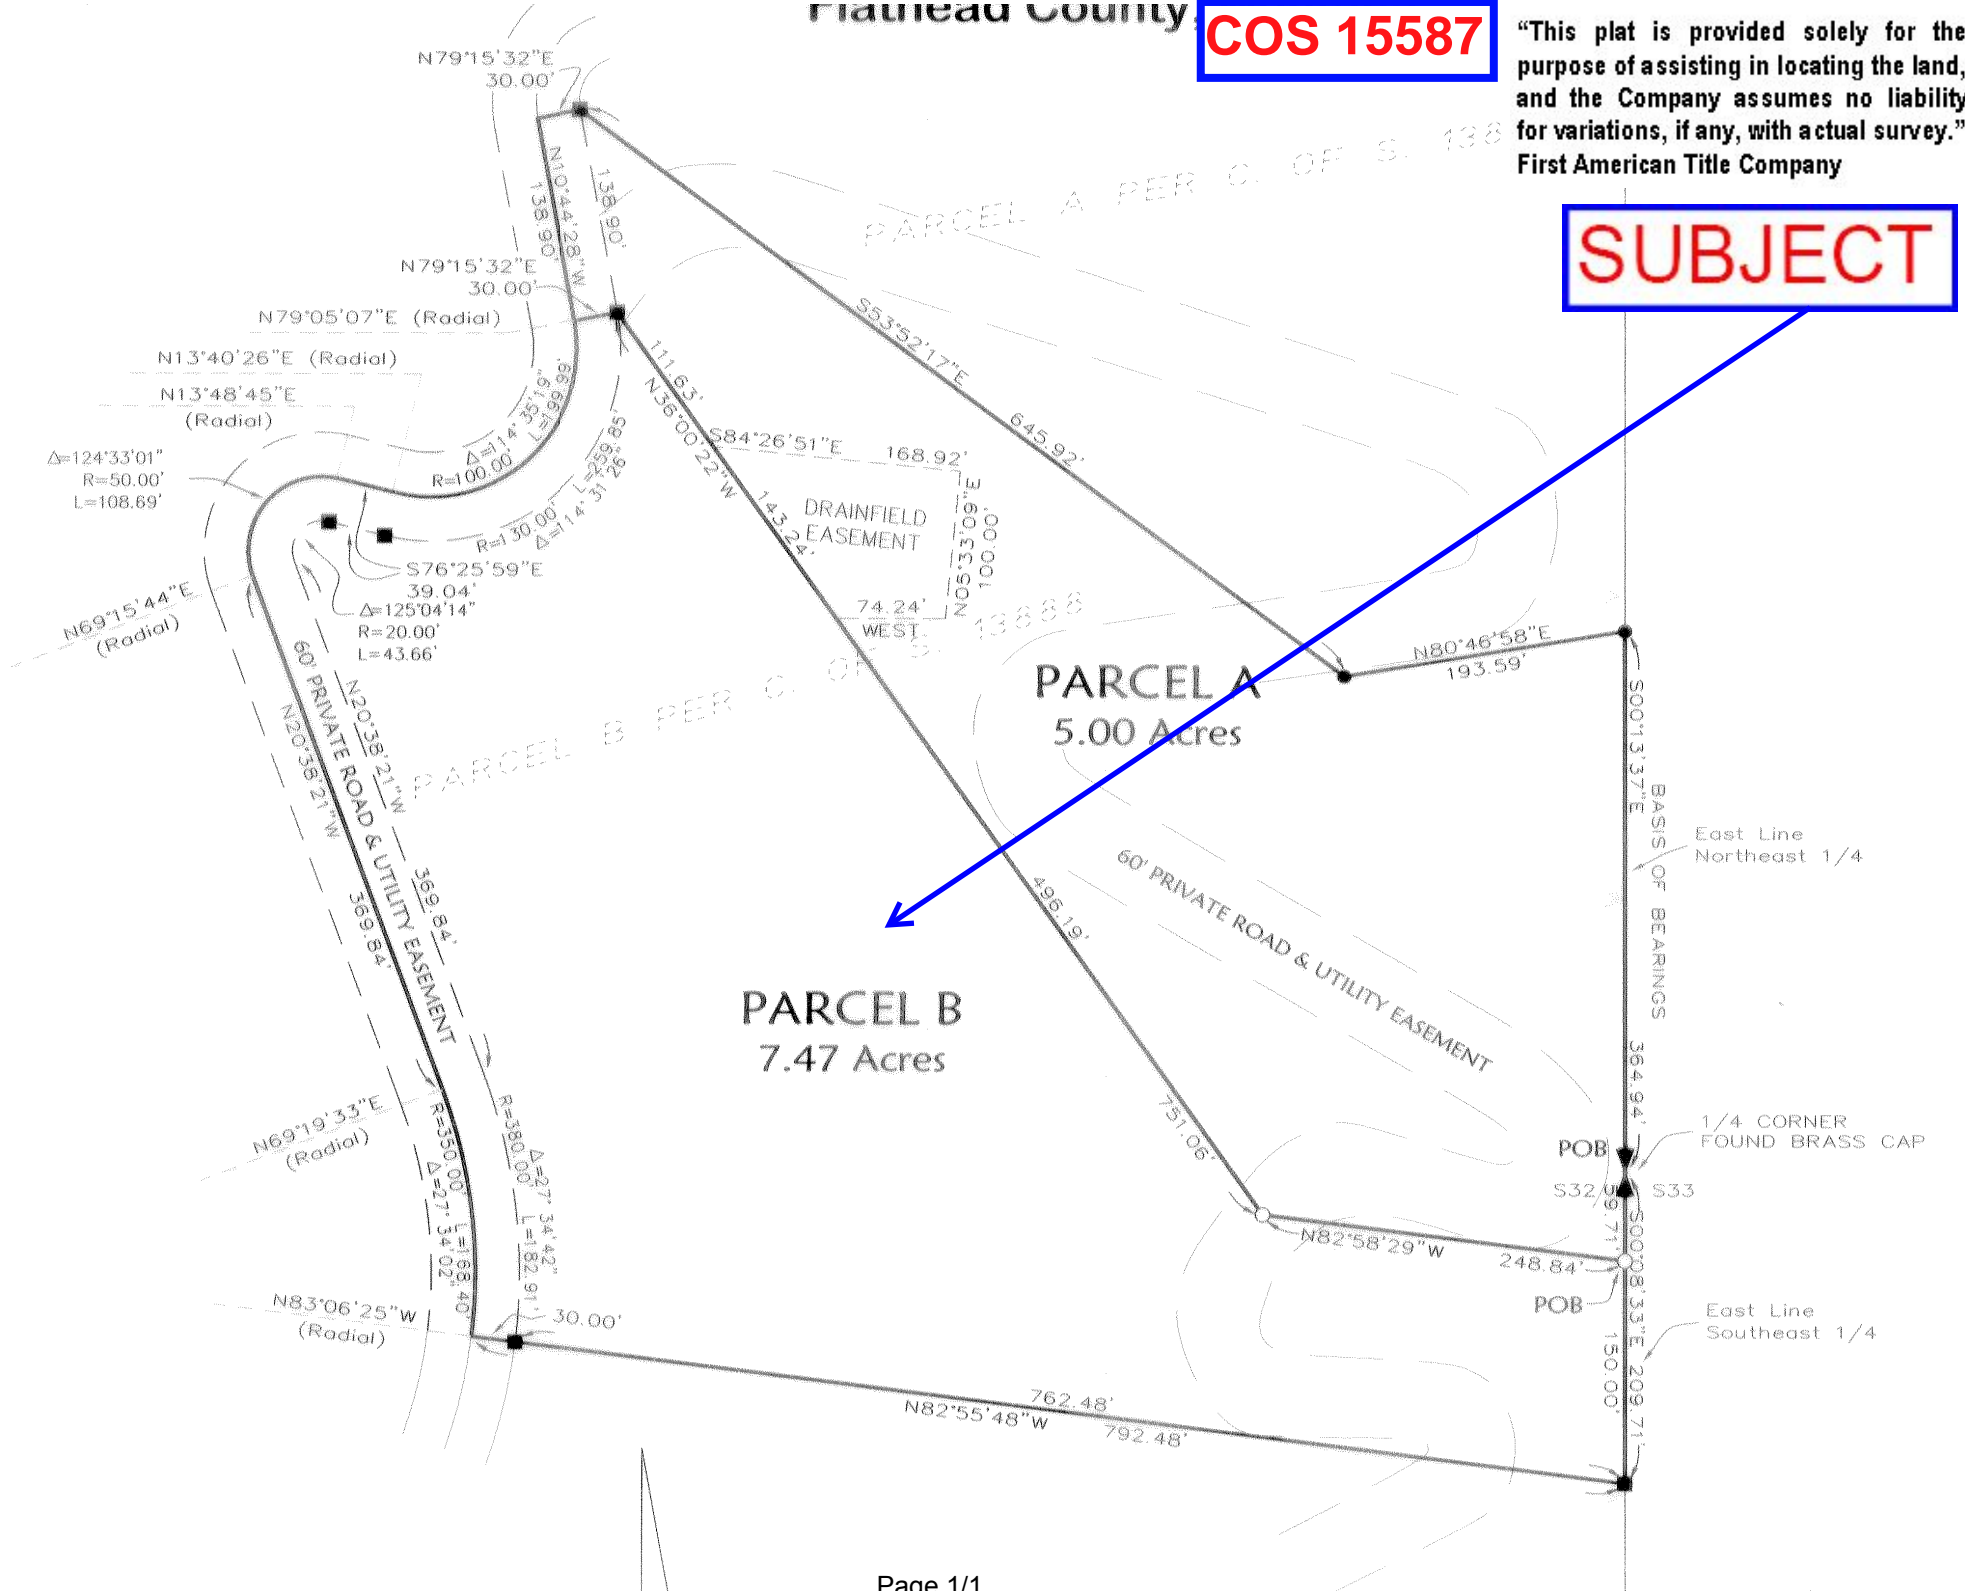 Flathead County,
COS 15587
"This plat is provided solely for the
purpose of assisting in locating the land,
and the Company assumes no liability
for variations, if any, with actual survey."
First American Title Company
SUBJECT
N79°15'32"E
30.00'
N10°44'28"W
138.90'
138.90'
PARCEL A PER C. OF S. 138
N79°15'32"E
30.00'
N79°05'07"E (Radial)
N13°40'26"E (Radial)
N13°48'45"E
(Radial)
Δ=124°33'01"
R=50.00'
L=108.69'
Δ=114°35'19"
L=199.99'
R=100.00'
L=259.85'
R=130.00'
Δ=114°31'26"
S76°25'59"E
39.04'
Δ=125°04'14"
R=20.00'
L=43.66'
N69°15'44"E
(Radial)
111.63'
N36°00'22"W
143.24'
S53°52'17"E
645.92'
S84°26'51"E
168.92'
DRAINFIELD
EASEMENT
N05°33'09"E
100.00'
74.24'
WEST
PARCEL B PER C. OF S. 13888
PARCEL A
5.00 Acres
N80°46'58"E
193.59'
S00°13'37"E
364.94'
BASIS OF BEARINGS
East Line
Northeast 1/4
60' PRIVATE ROAD & UTILITY EASEMENT
N20°38'21"W
369.84'
N20°38'21"W
369.84'
60' PRIVATE ROAD & UTILITY EASEMENT
496.19'
751.06'
PARCEL B
7.47 Acres
N69°19'33"E
(Radial)
R=350.00'
Δ=27°34'02"
L=168.40'
R=380.00'
Δ=27°34'42"
L=182.91'
1/4 CORNER
FOUND BRASS CAP
POB
S32
S33
59.71'
N82°58'29"W
248.84'
POB
S00°08'33"E 209.71'
150.00'
East Line
Southeast 1/4
N83°06'25"W
(Radial)
30.00'
762.48'
N82°55'48"W
792.48'
Page 1/1